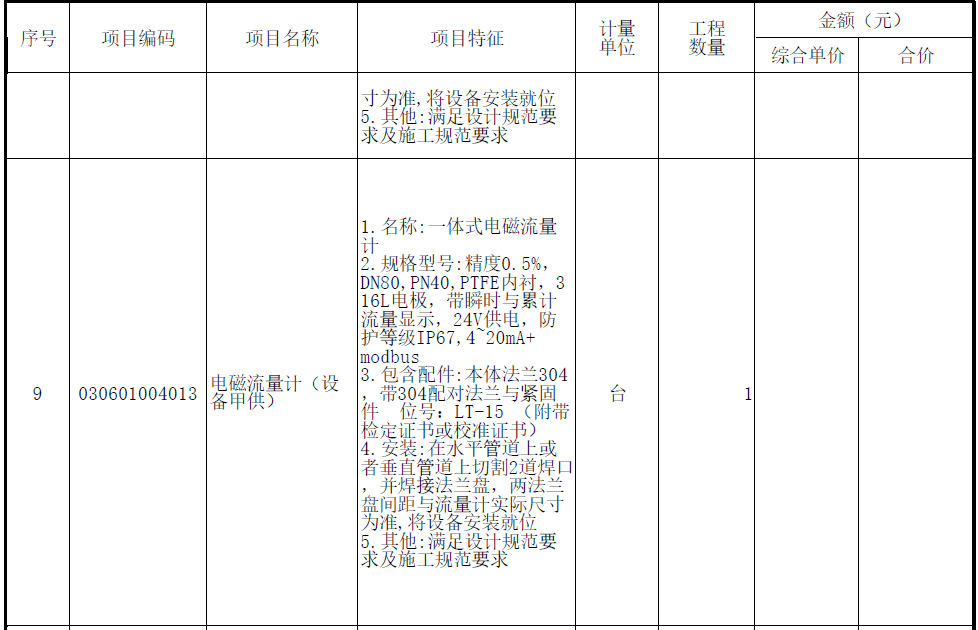 序号
项目编码
项目名称
项目特征
计量
单位
工程
数量
金额（元）
综合单价
合价
寸为准,将设备安装就位
5.其他:满足设计规范要
求及施工规范要求
9
030601004013
电磁流量计（设
备甲供）
1.名称:一体式电磁流量
计
2.规格型号:精度0.5%，
DN80,PN40,PTFE内衬，3
16L电极，带瞬时与累计
流量显示，24V供电，防
护等级IP67,4~20mA+
modbus
3.包含配件:本体法兰304
，带304配对法兰与紧固
件　位号：LT-15 （附带
检定证书或校准证书）
4.安装:在水平管道上或
者垂直管道上切割2道焊口
，并焊接法兰盘，两法兰
盘间距与流量计实际尺寸
为准,将设备安装就位
5.其他:满足设计规范要
求及施工规范要求
台
1